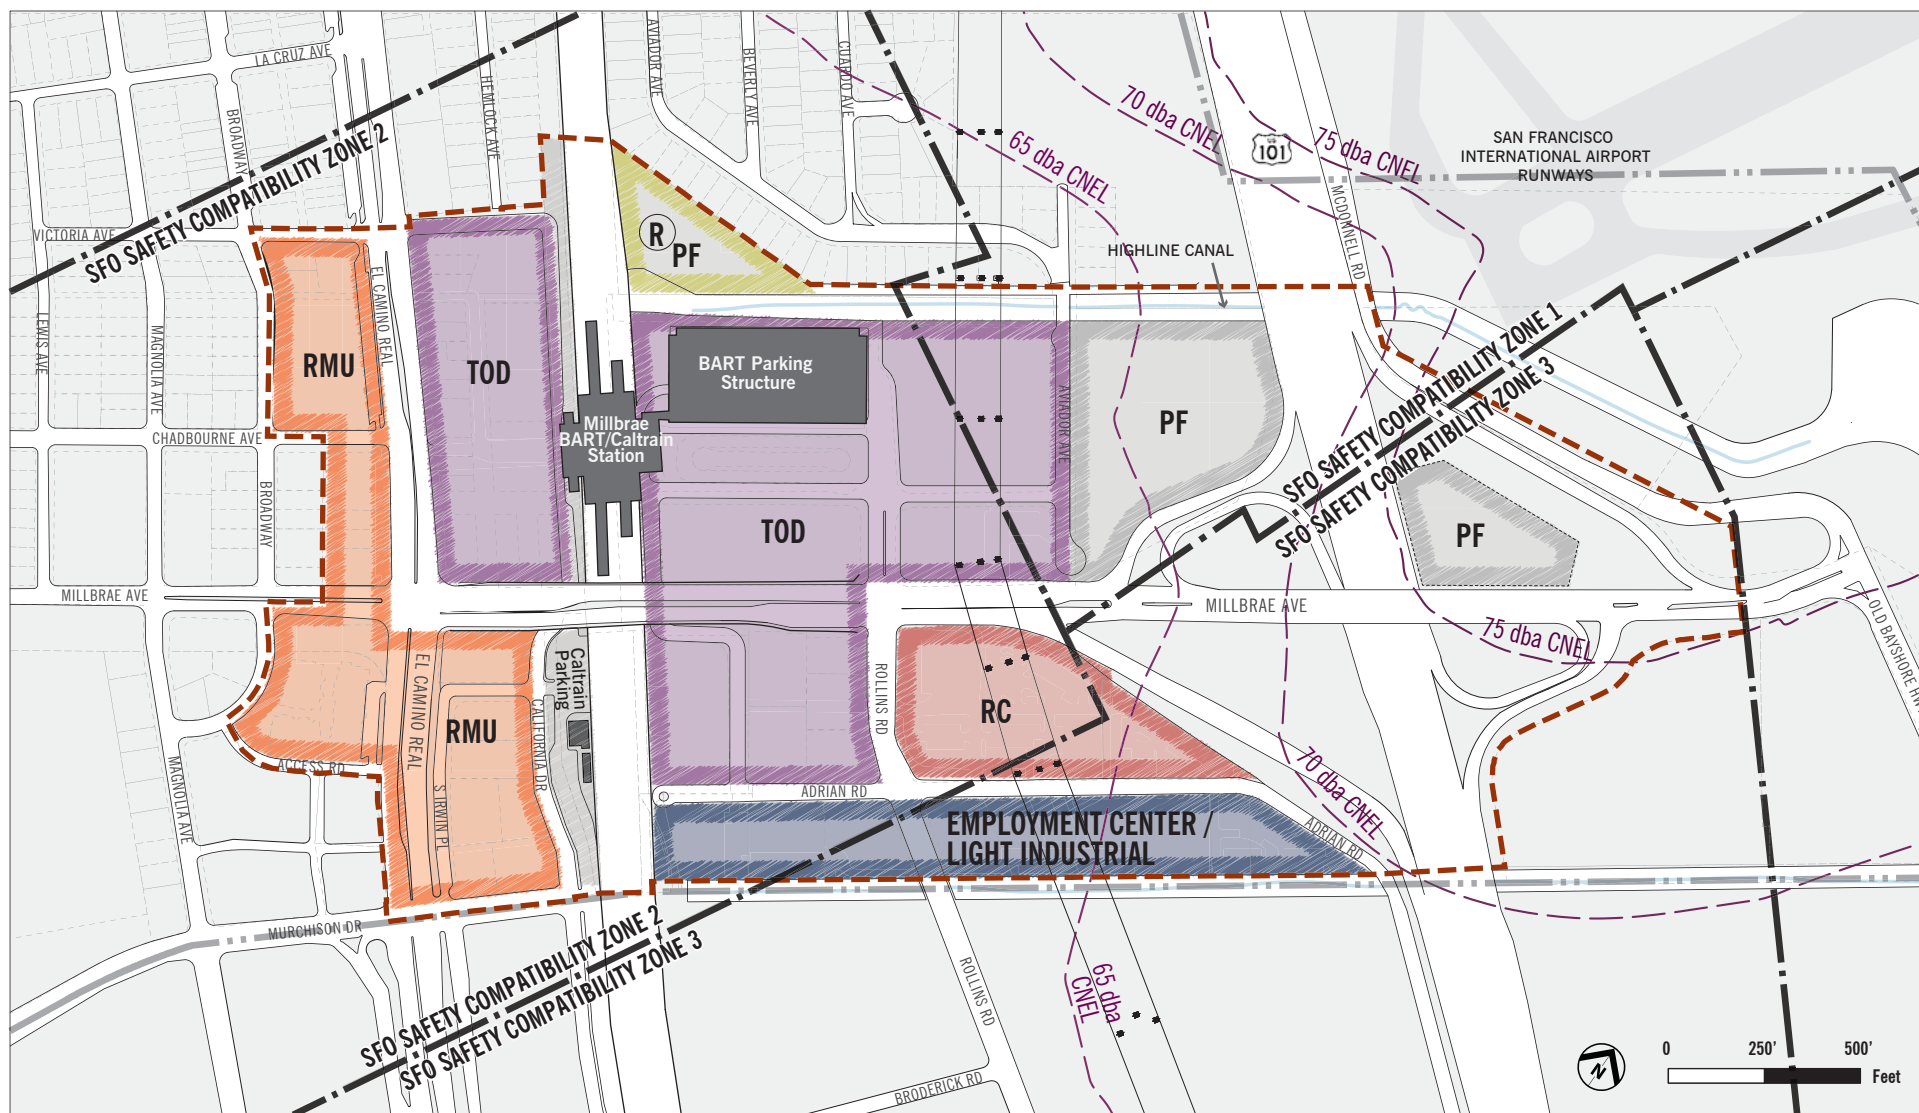 LA CRUZ AVE
BROADWAY
HEMLOCK AVE
AVIADOR AVE
BEVERLY AVE
CUARDO AVE
SFO SAFETY COMPATIBILITY ZONE 2
VICTORIA AVE
LEWIS AVE
MAGNOLIA AVE
EL CAMINO REAL
65 dba CNEL
70 dba CNEL
75 dba CNEL
US
101
SAN FRANCISCO
INTERNATIONAL AIRPORT
RUNWAYS
MCDONNELL RD
HIGHLINE CANAL
R
PF
RMU
TOD
BART Parking
Structure
Millbrae
BART/Caltrain
Station
AVIADOR AVE
PF
SFO SAFETY COMPATIBILITY ZONE 1
SFO SAFETY COMPATIBILITY ZONE 3
CHADBOURNE AVE
BROADWAY
TOD
PF
MILLBRAE AVE
MILLBRAE AVE
75 dba CNEL
OLD BAYSHORE HWY
EL CAMINO REAL
Caltrain
Parking
ROLLINS RD
RC
RMU
CALIFORNIA DR
S IRWIN PL
ACCESS RD
MAGNOLIA AVE
ADRIAN RD
70 dba CNEL
EMPLOYMENT CENTER /
LIGHT INDUSTRIAL
ADRIAN RD
MURCHISON DR
SFO SAFETY COMPATIBILITY ZONE 2
SFO SAFETY COMPATIBILITY ZONE 3
ROLLINS RD
65 dba
CNEL
BRODERICK RD
N
0 250' 500'
Feet